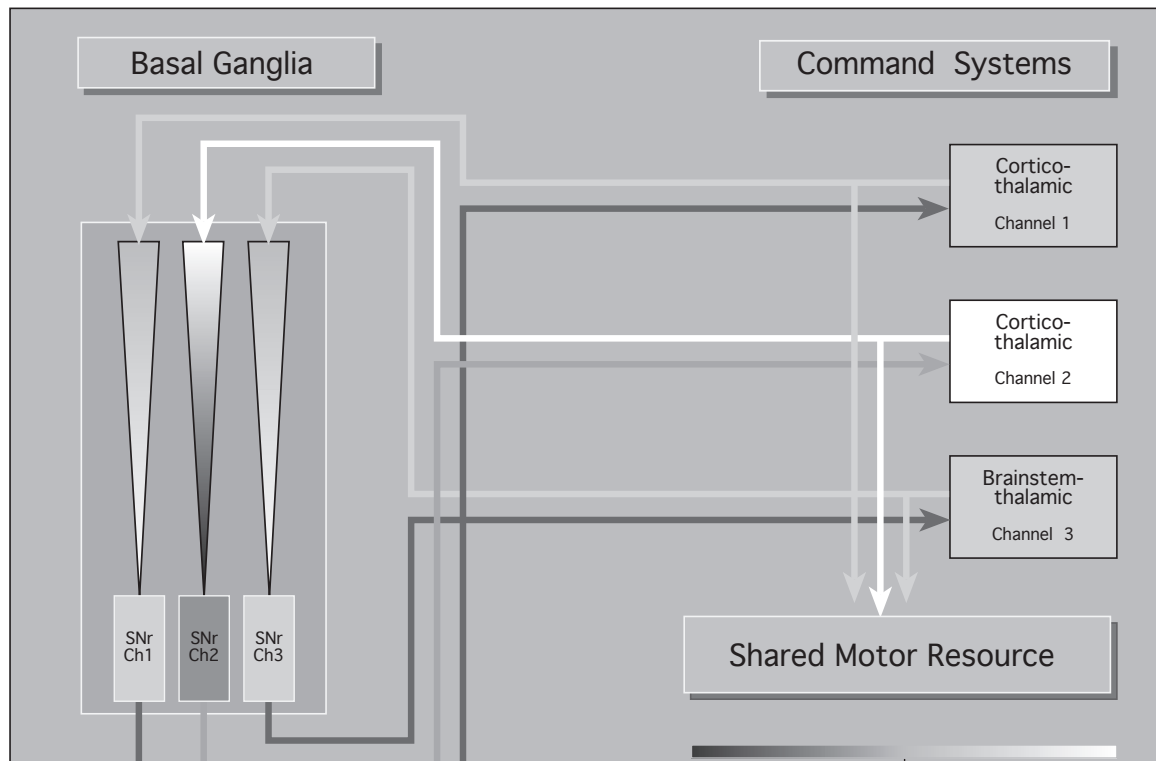 Basal Ganglia
Command Systems
Cortico-
thalamic
Channel 1
Cortico-
thalamic
Channel 2
Brainstem-
thalamic
Channel 3
SNr
Ch1
SNr
Ch2
SNr
Ch3
Shared Motor Resource